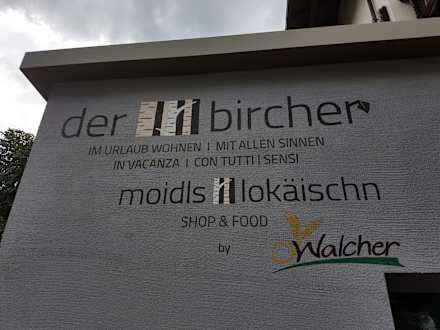 der bircher
IM URLAUB WOHNEN | MIT ALLEN SINNEN
IN VACANZA | CON TUTTI I SENSI
moidls lokäischn
SHOP & FOOD
by Walcher